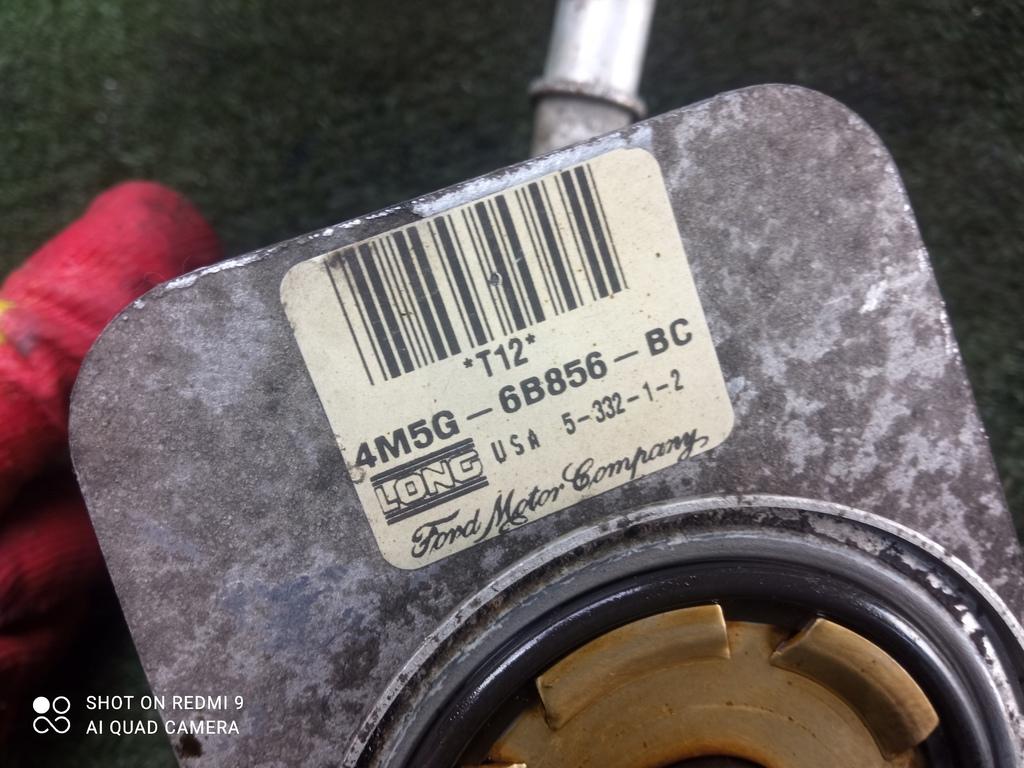 *T12*
4M5G-6B856-BC
LONG USA 5-332-1-2
Ford Motor Company,
SHOT ON REDMI 9
AI QUAD CAMERA